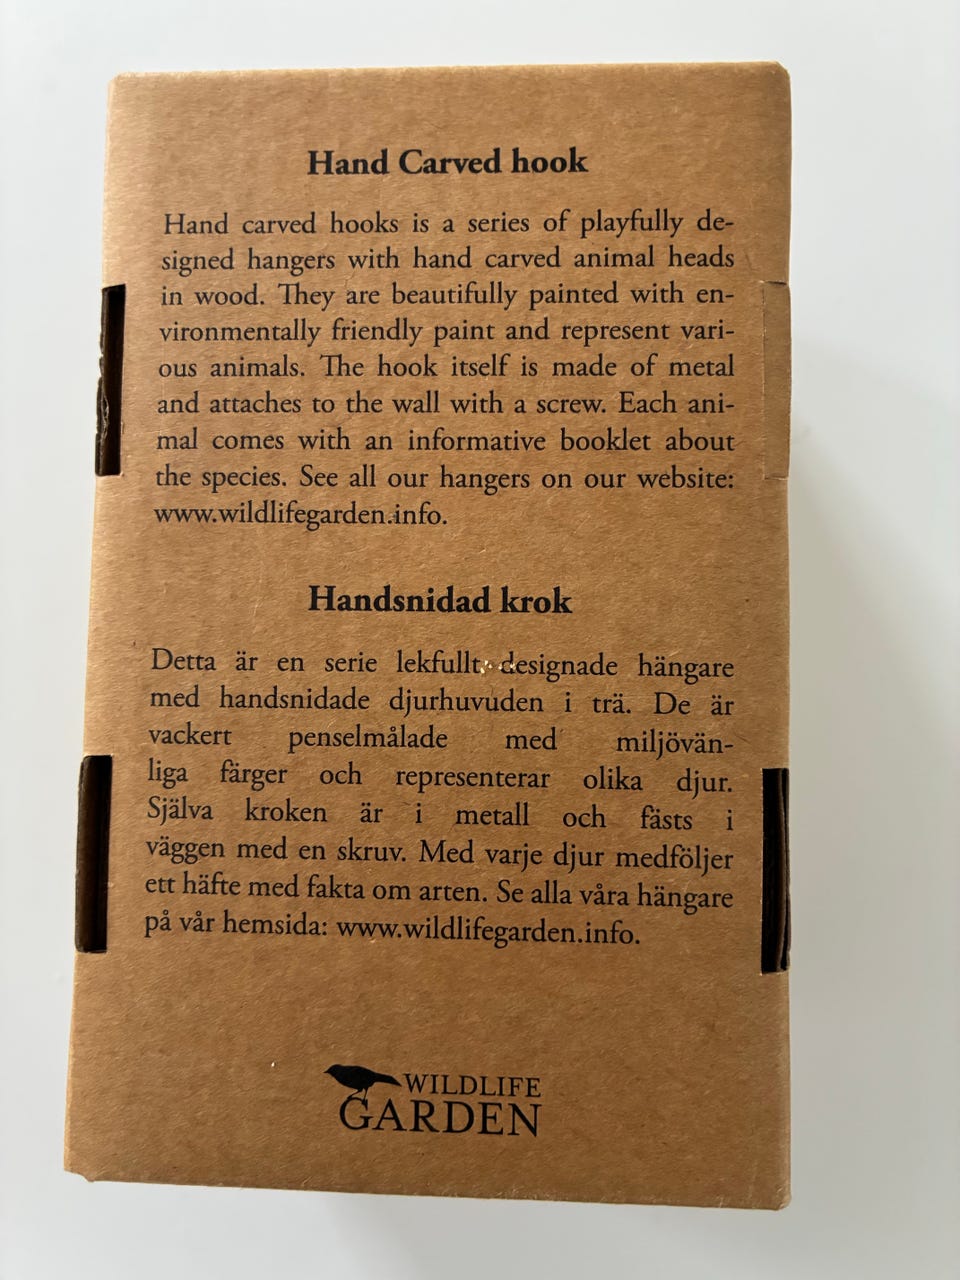 Hand Carved hook
Hand carved hooks is a series of playfully de-
signed hangers with hand carved animal heads
in wood. They are beautifully painted with en-
vironmentally friendly paint and represent vari-
ous animals. The hook itself is made of metal
and attaches to the wall with a screw. Each ani-
mal comes with an informative booklet about
the species. See all our hangers on our website:
www.wildlifegarden.info.
Handsnidad krok
Detta är en serie lekfullt designade hängare
med handsnidade djurhuvuden i trä. De är
vackert penselmålade med miljövän-
liga färger och representerar olika djur.
Själva kroken är i metall och fästs i
väggen med en skruv. Med varje djur medföljer
ett häfte med fakta om arten. Se alla våra hängare
på vår hemsida: www.wildlifegarden.info.
WILDLIFE
GARDEN